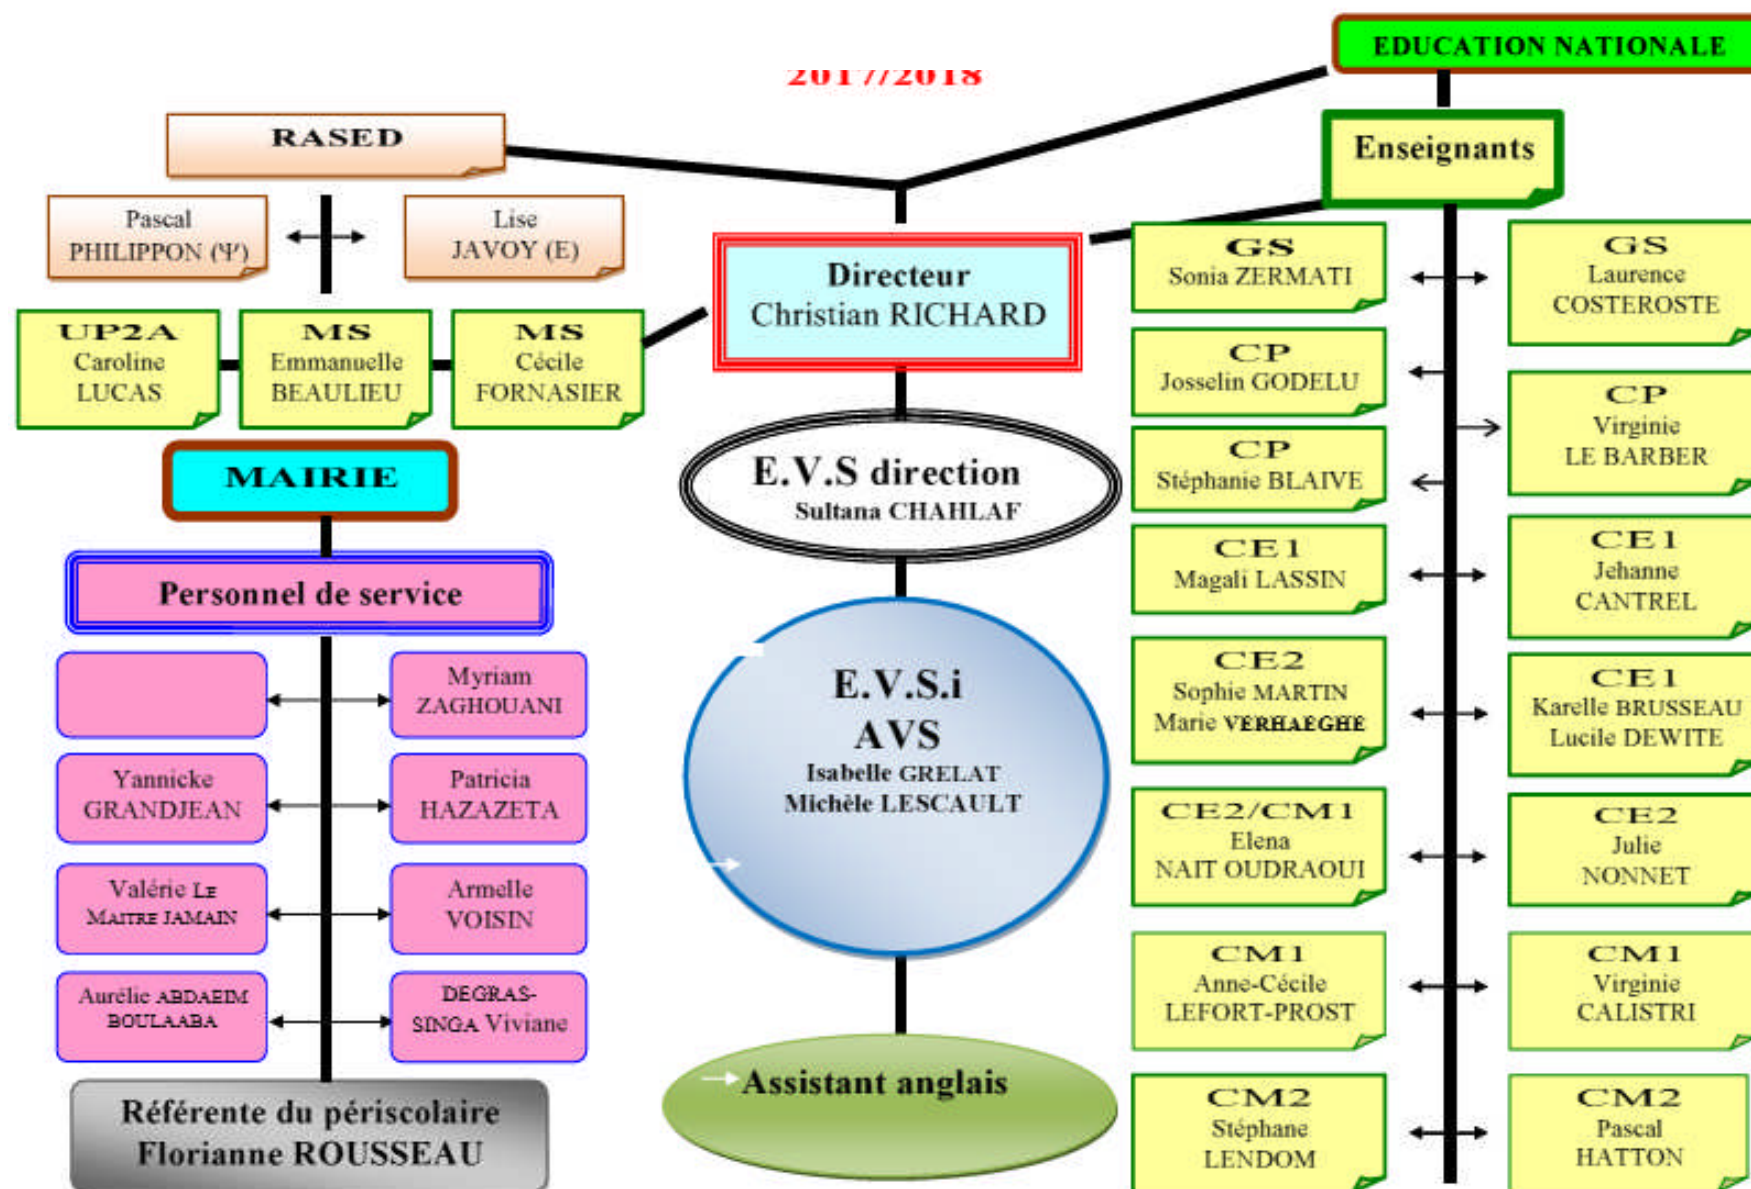 EDUCATION NATIONALE
2017/2018
RASED
Enseignants
Pascal
PHILIPPON (Ψ)
Lise
JAVOY (E)
Directeur
Christian RICHARD
UP2A
Caroline
LUCAS
MS
Emmanuelle
BEAULIEU
MS
Cécile
FORNASIER
E.V.S direction
Sultana CHAHLAF
E.V.S.i
AVS
Isabelle GRELAT
Michèle LESCAULT
Assistant anglais
MAIRIE
Personnel de service
Myriam
ZAGHOUANI
Yannicke
GRANDJEAN
Patricia
HAZAZETA
Valérie LE
MAITRE JAMAIN
Armelle
VOISIN
Aurélie ABDAEIM
BOULAABA
DEGRAS-
SINGA Viviane
Référente du périscolaire
Florianne ROUSSEAU
GS
Sonia ZERMATI
GS
Laurence
COSTEROSTE
CP
Josselin GODELU
CP
Virginie
LE BARBER
CP
Stéphanie BLAIVE
CE1
Magali LASSIN
CE1
Jehanne
CANTREL
CE2
Sophie MARTIN
Marie VERHAEGHE
CE1
Karelle BRUSSEAU
Lucile DEWITE
CE2/CM1
Elena
NAIT OUDRAOUI
CE2
Julie
NONNET
CM1
Anne-Cécile
LEFORT-PROST
CM1
Virginie
CALISTRI
CM2
Stéphane
LENDOM
CM2
Pascal
HATTON